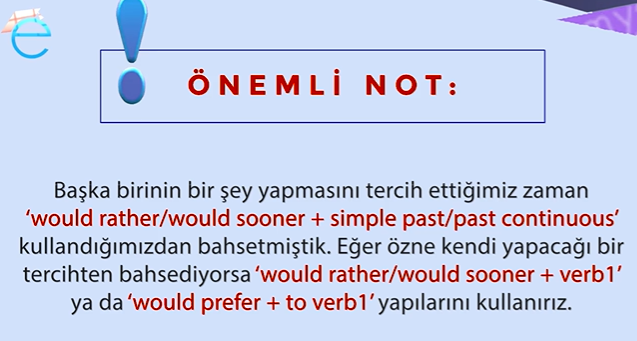 e
my
ÖNEMLİ NOT:
Başka birinin bir şey yapmasını tercih ettiğimiz zaman
‘would rather/would sooner + simple past/past continuous’
kullandığımızdan bahsetmiştik. Eğer özne kendi yapacağı bir
tercihten bahsediyorsa ‘would rather/would sooner + verb1’
ya da ‘would prefer + to verb1’ yapılarını kullanırız.